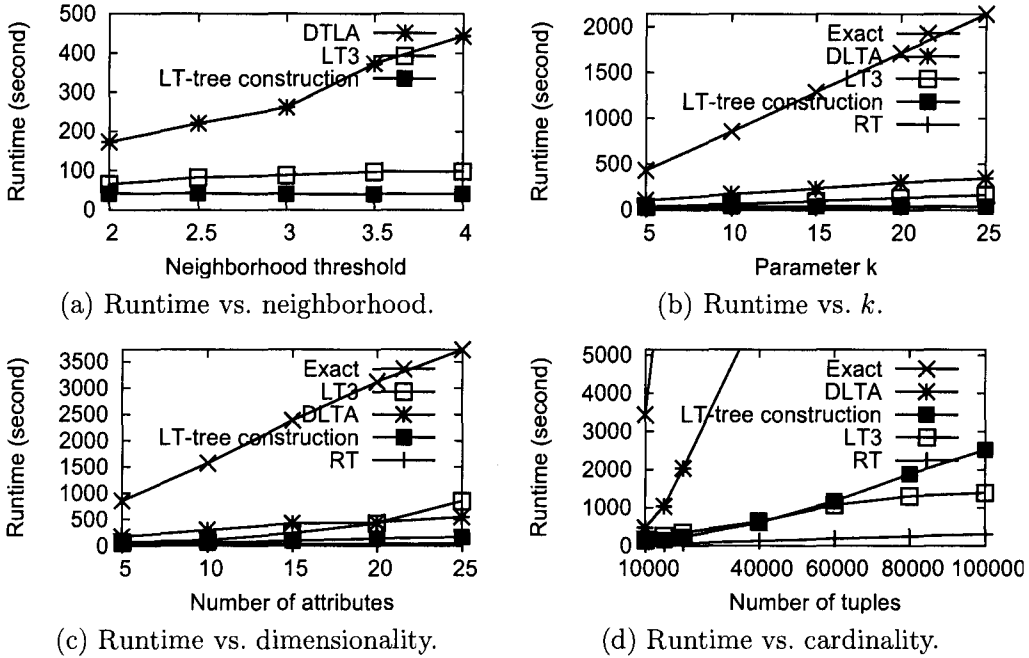 Runtime (second)
500
400
300
200
100
0
DTLA
LT3
LT-tree construction
2
2.5
3
3.5
4
Neighborhood threshold
(a) Runtime vs. neighborhood.
Runtime (second)
2000
1500
1000
500
0
Exact
DLTA
LT3
LT-tree construction
RT
5
10
15
20
25
Parameter k
(b) Runtime vs. k.
Runtime (second)
3500
3000
2500
2000
1500
1000
500
0
Exact
LT3
DLTA
LT-tree construction
RT
5
10
15
20
25
Number of attributes
(c) Runtime vs. dimensionality.
Runtime (second)
5000
4000
3000
2000
1000
0
Exact
DLTA
LT-tree construction
LT3
RT
10000
40000
60000
80000
100000
Number of tuples
(d) Runtime vs. cardinality.